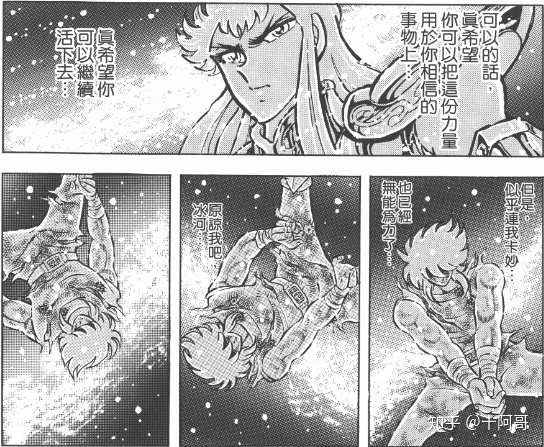 可以的話，
真希望
你可以把這份力量
用於你相信的
事物上…
真希望你
可以繼續
活下去…
但是，
似乎連我卡妙…
也已經
無能為力了…
原諒我吧
冰河
知乎 @千阿哥